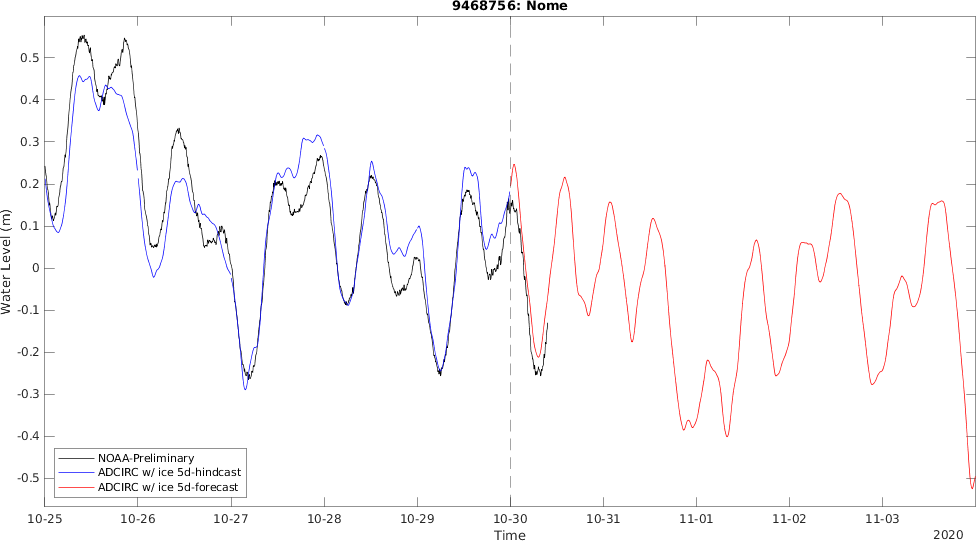 9468756: Nome
Water Level (m)
0.5
0.4
0.3
0.2
0.1
0
-0.1
-0.2
-0.3
-0.4
-0.5
NOAA-Preliminary
ADCIRC w/ ice 5d-hindcast
ADCIRC w/ ice 5d-forecast
10-25 10-26 10-27 10-28 10-29 10-30 10-31 11-01 11-02 11-03
Time
2020